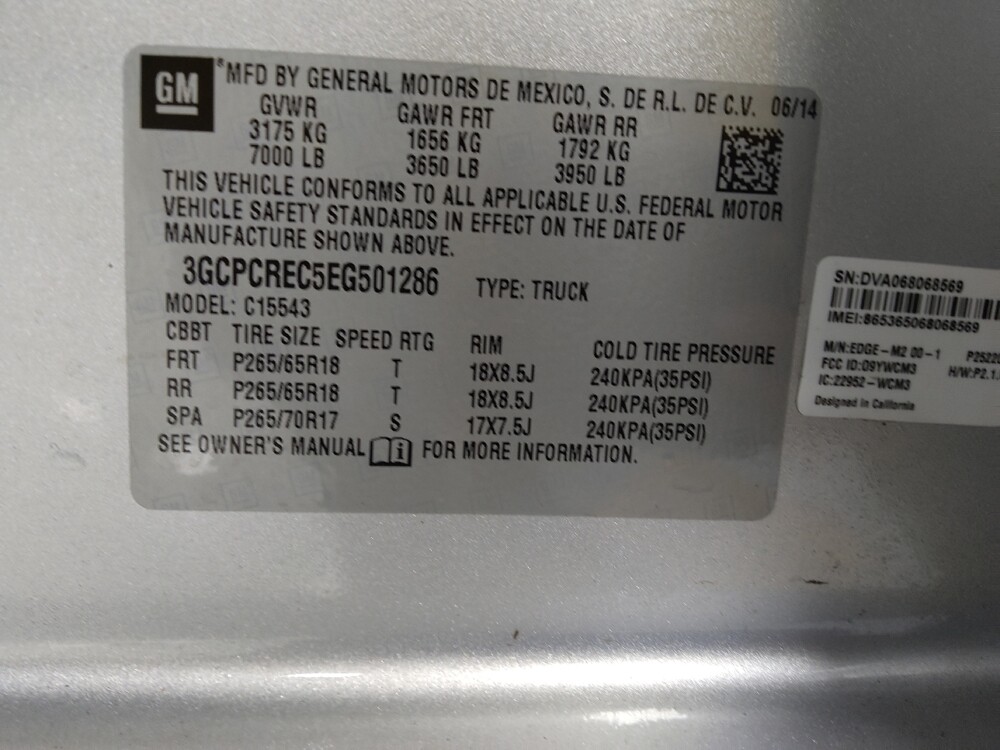 GM
*MFD BY GENERAL MOTORS DE MEXICO, S. DE R.L. DE C.V. 06/14
GVWR GAWR FRT GAWR RR
3175 KG 1656 KG 1792 KG
7000 LB 3650 LB 3950 LB
THIS VEHICLE CONFORMS TO ALL APPLICABLE U.S. FEDERAL MOTOR
VEHICLE SAFETY STANDARDS IN EFFECT ON THE DATE OF
MANUFACTURE SHOWN ABOVE.
3GCPCREC5EG501286 TYPE: TRUCK
MODEL: C15543
CBBT TIRE SIZE SPEED RTG RIM COLD TIRE PRESSURE
FRT P265/65R18 T 18X8.5J 240KPA(35PSI)
RR P265/65R18 T 18X8.5J 240KPA(35PSI)
SPA P265/70R17 S 17X7.5J 240KPA(35PSI)
SEE OWNER'S MANUAL FOR MORE INFORMATION.
SN:DVA068068569
IMEI:865365068068569
M/N:EDGE-M2 00-1
FCC ID:O9YWCM3 H/W:P2.1.
IC:22952-WCM3
Designed in California